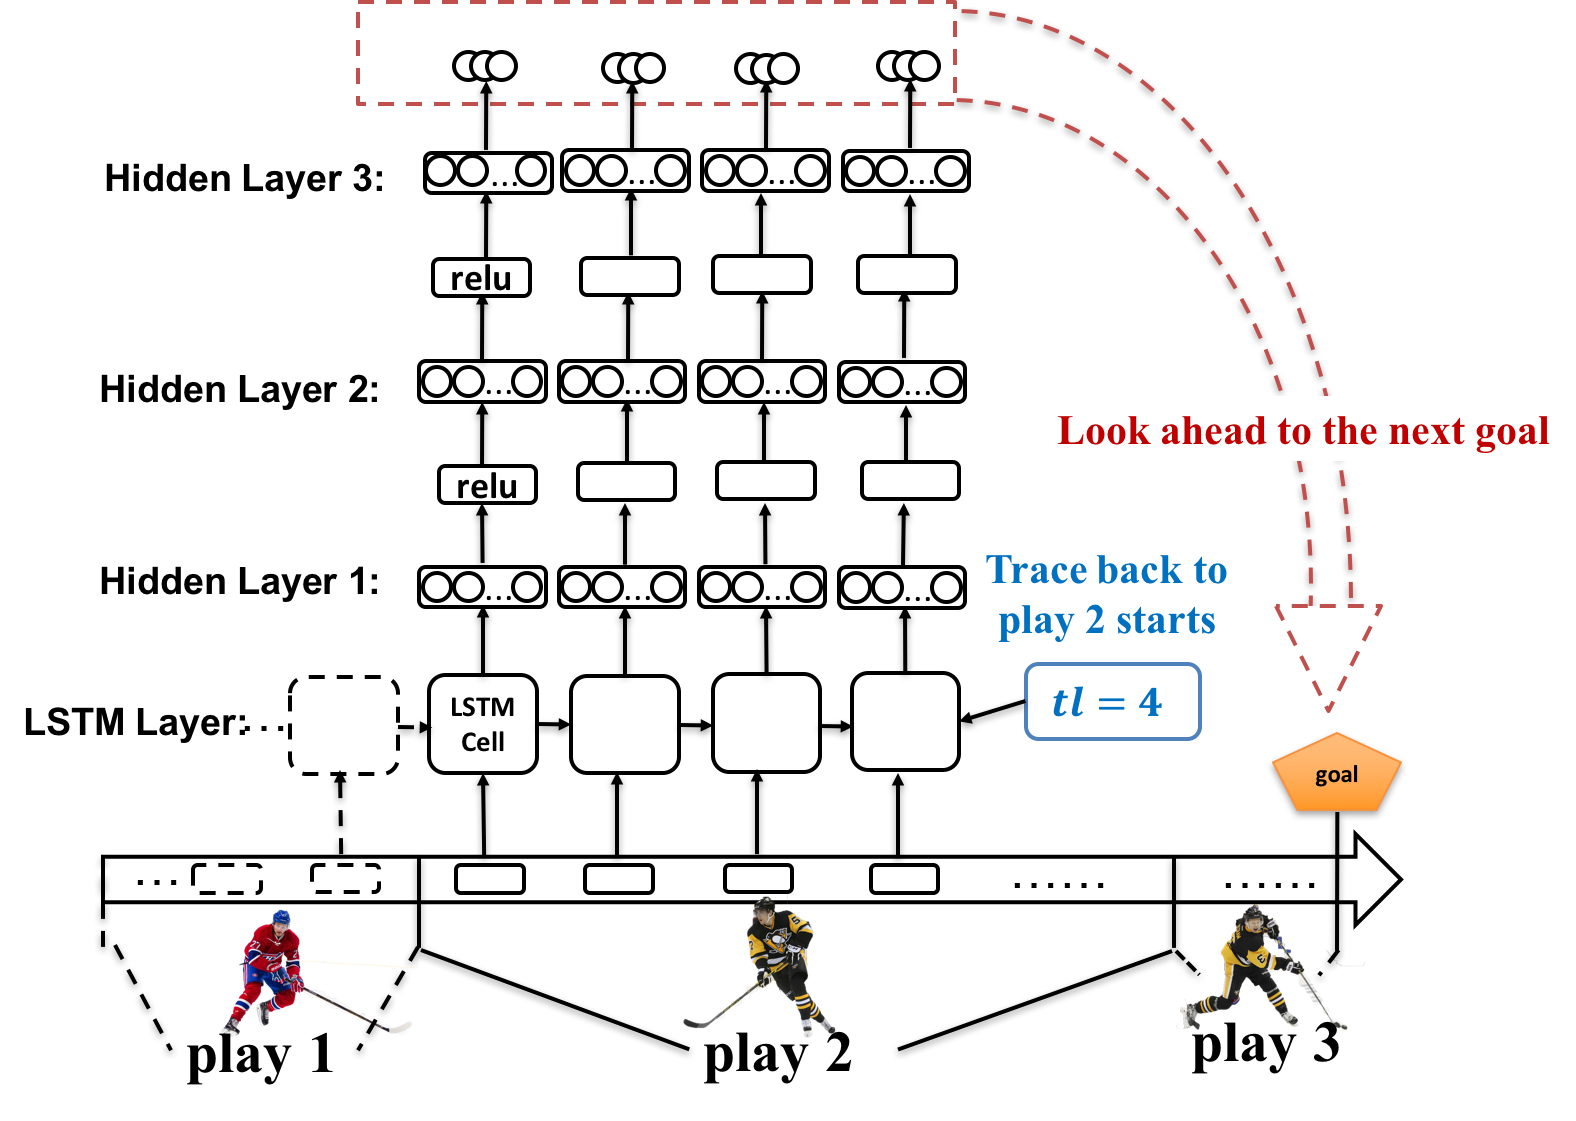 Hidden Layer 3:
relu
Hidden Layer 2:
Look ahead to the next goal
relu
Hidden Layer 1:
Trace back to
play 2 starts
LSTM Layer:
...
LSTM
Cell
tl = 4
goal
...
......
......
play 1
play 2
play 3